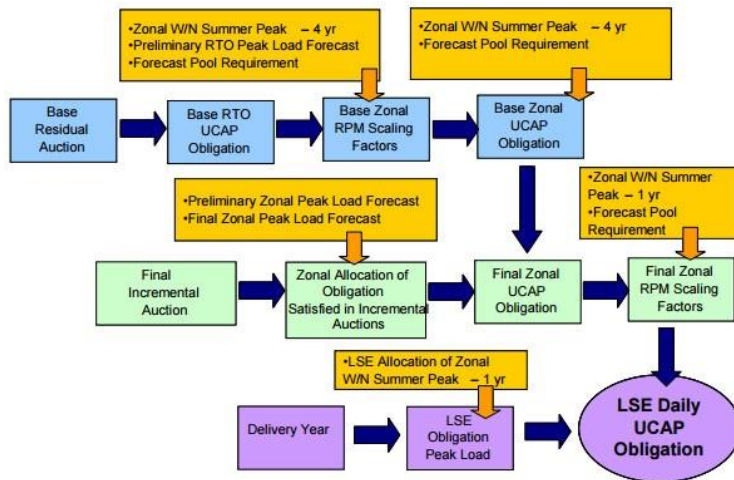 •Zonal W/N Summer Peak – 4 yr
•Preliminary RTO Peak Load Forecast
•Forecast Pool Requirement
•Zonal W/N Summer Peak – 4 yr
•Forecast Pool Requirement
Base
Residual
Auction
Base RTO
UCAP
Obligation
Base Zonal
RPM Scaling
Factors
Base Zonal
UCAP
Obligation
•Preliminary Zonal Peak Load Forecast
•Final Zonal Peak Load Forecast
•Zonal W/N Summer
Peak – 1 yr
•Forecast Pool
Requirement
Final
Incremental
Auction
Zonal Allocation of
Obligation
Satisfied in Incremental
Auctions
Final Zonal
UCAP
Obligation
Final Zonal
RPM Scaling
Factors
•LSE Allocation of Zonal
W/N Summer Peak – 1 yr
Delivery Year
LSE
Obligation
Peak Load
LSE Daily
UCAP
Obligation